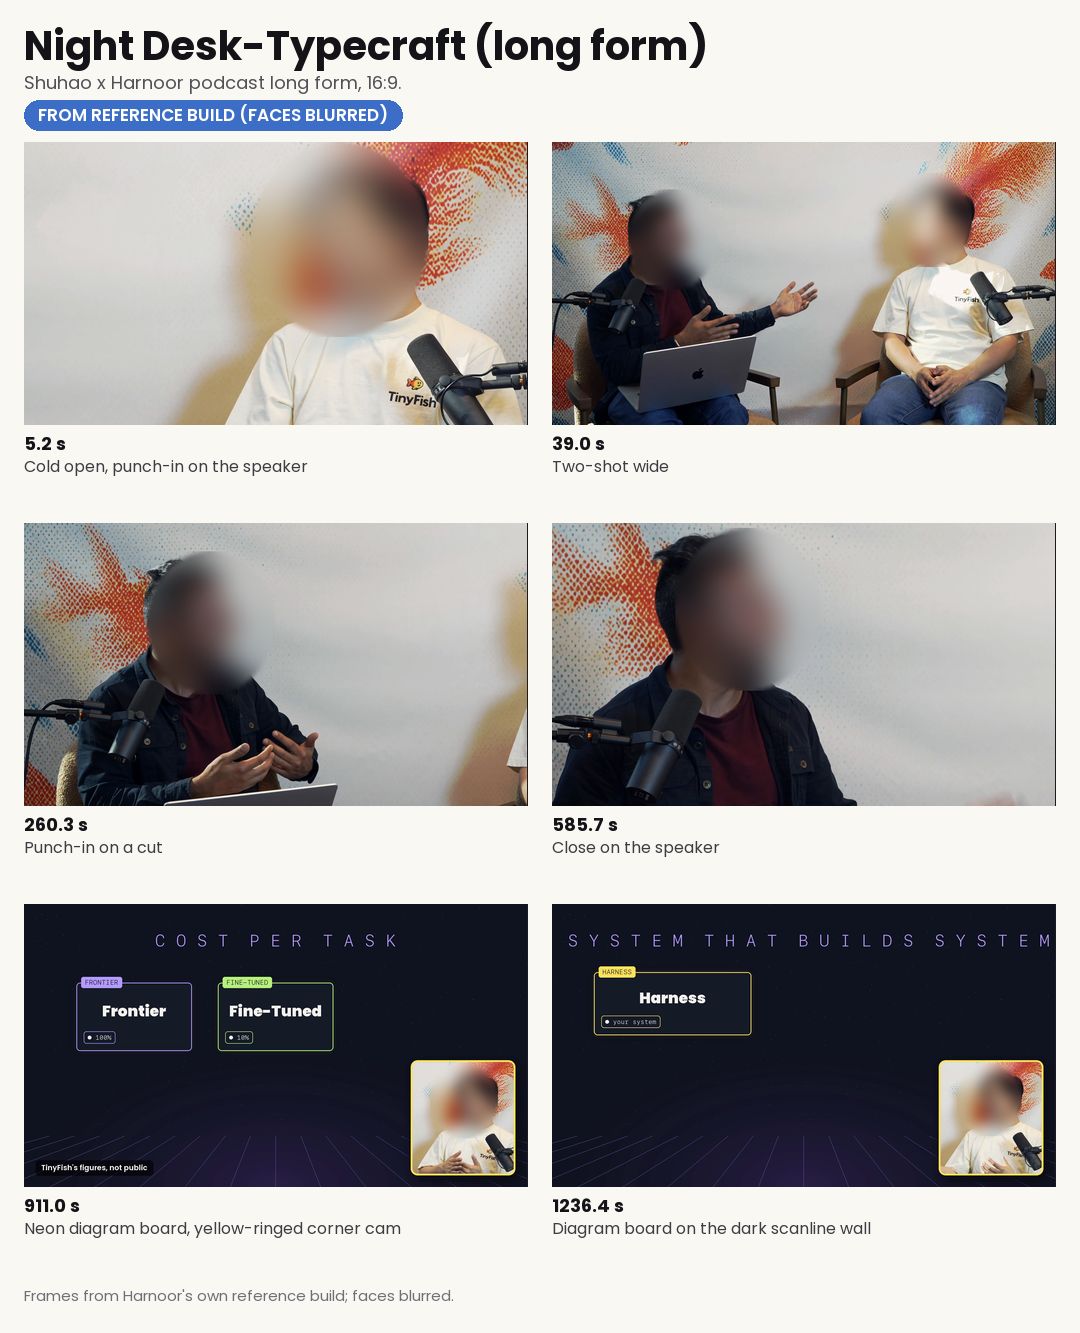 Night Desk-Typecraft (long form)
Shuhao x Harnoor podcast long form, 16:9.
FROM REFERENCE BUILD (FACES BLURRED)
TinyFish
TinyFish
5.2 s
Cold open, punch-in on the speaker
39.0 s
Two-shot wide
260.3 s
Punch-in on a cut
585.7 s
Close on the speaker
COST PER TASK
FRONTIER
Frontier
100%
FINE-TUNED
Fine-Tuned
10%
TinyFish's figures, not public
SYSTEM THAT BUILDS SYSTEM
HARNESS
Harness
your system
911.0 s
Neon diagram board, yellow-ringed corner cam
1236.4 s
Diagram board on the dark scanline wall
Frames from Harnoor's own reference build; faces blurred.